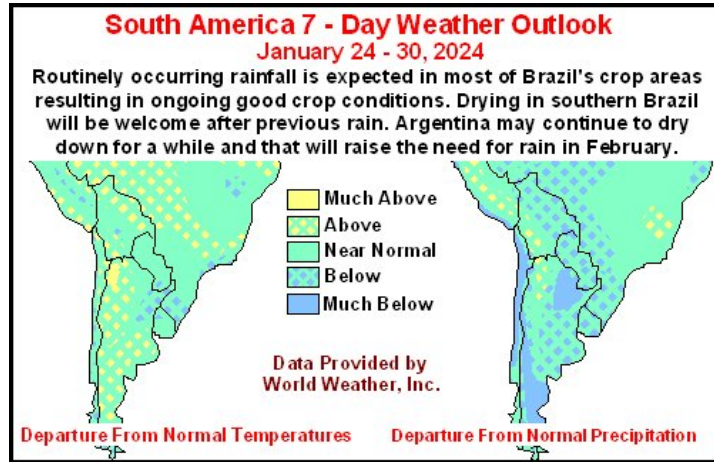 South America 7 - Day Weather Outlook
January 24 - 30, 2024
Routinely occurring rainfall is expected in most of Brazil's crop areas
resulting in ongoing good crop conditions. Drying in southern Brazil
will be welcome after previous rain. Argentina may continue to dry
down for a while and that will raise the need for rain in February.
Much Above
Above
Near Normal
Below
Much Below
Data Provided by
World Weather, Inc.
Departure From Normal Temperatures
Departure From Normal Precipitation